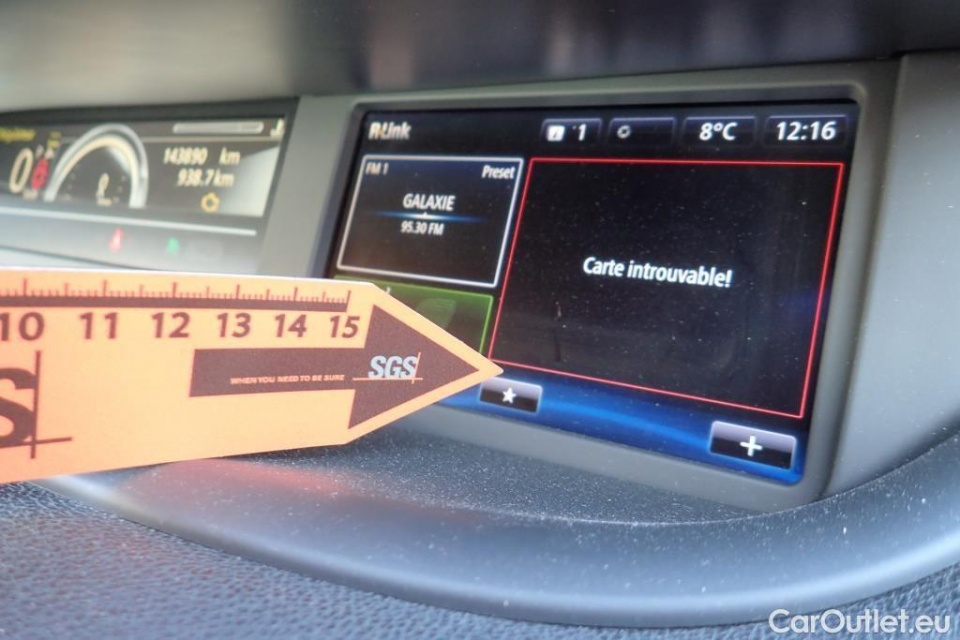 R-Link
1
8°C
12:16
143890 km
938.7 km
0
FM 1
Preset
GALAXIE
95.30 FM
Carte introuvable!
10 11 12 13 14 15
SGS
WHEN YOU NEED TO BE SURE
S
CarOutlet.eu